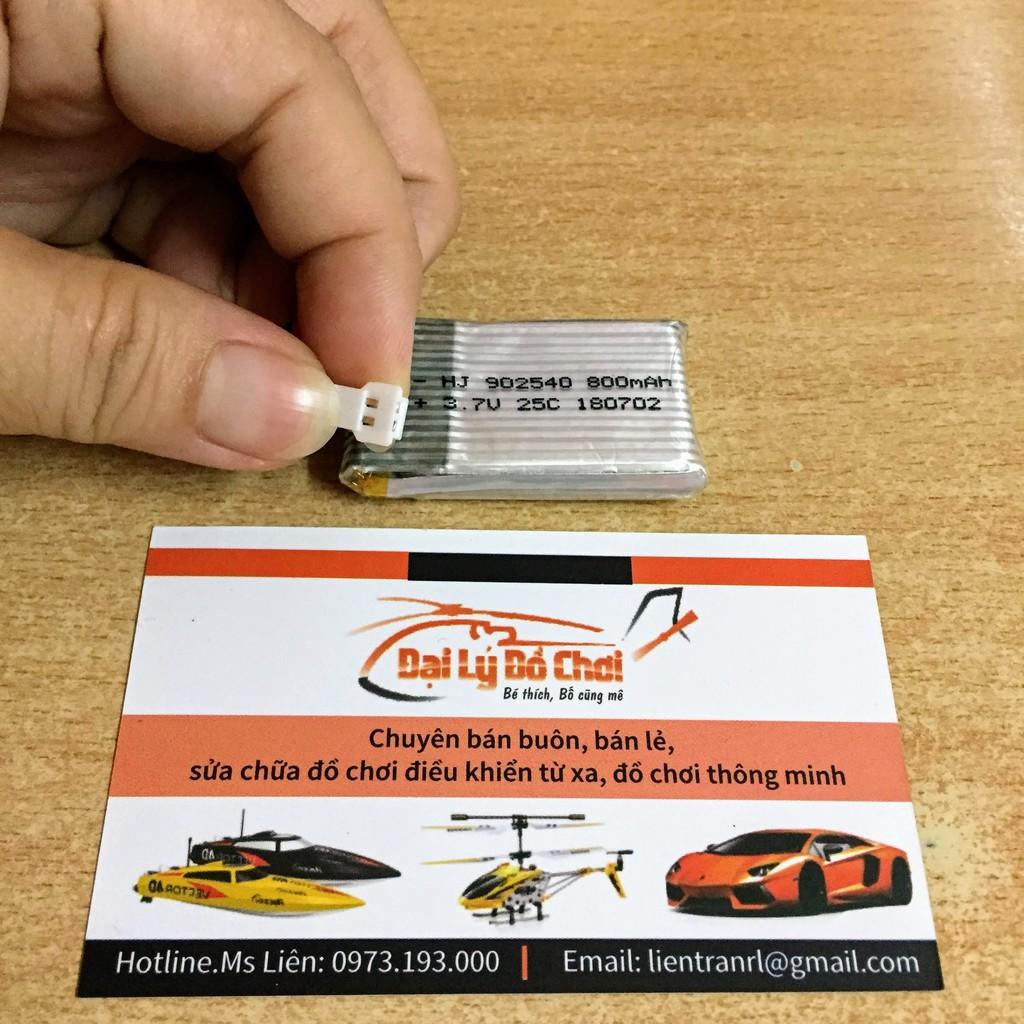 - HJ 902540 800mAh
+ 3.7V 25C 180702
Đại Lý Đồ Chơi
Bé thích, Bố cũng mê
Chuyên bán buôn, bán lẻ,
sửa chữa đồ chơi điều khiển từ xa, đồ chơi thông minh
VECTOR
VECTOR
Hotline.Ms Liên: 0973.193.000 | Email: lientranrl@gmail.com